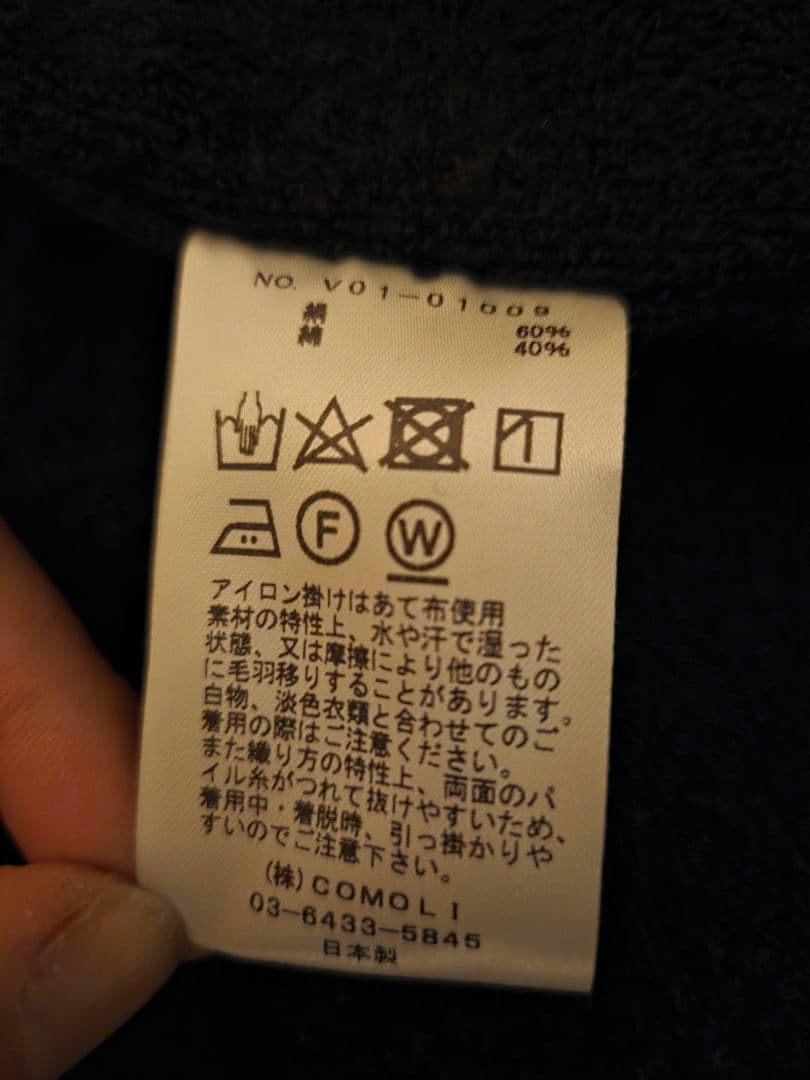 NO. V01-01009
絹 60%
綿 40%
F W
アイロン掛けはあて布使用
素材の特性上、水や汗で湿った
状態、又は摩擦により他のもの
に毛羽移りすることがあります。
白物、淡色衣類と合わせてのご
着用の際はご注意ください。
また織り方の特性上、両面のパ
イル糸がつれて抜けやすいため、
着用中・着脱時、引っ掛かりや
すいのでご注意下さい。
(株)COMOLI
03-6433-5845
日本製